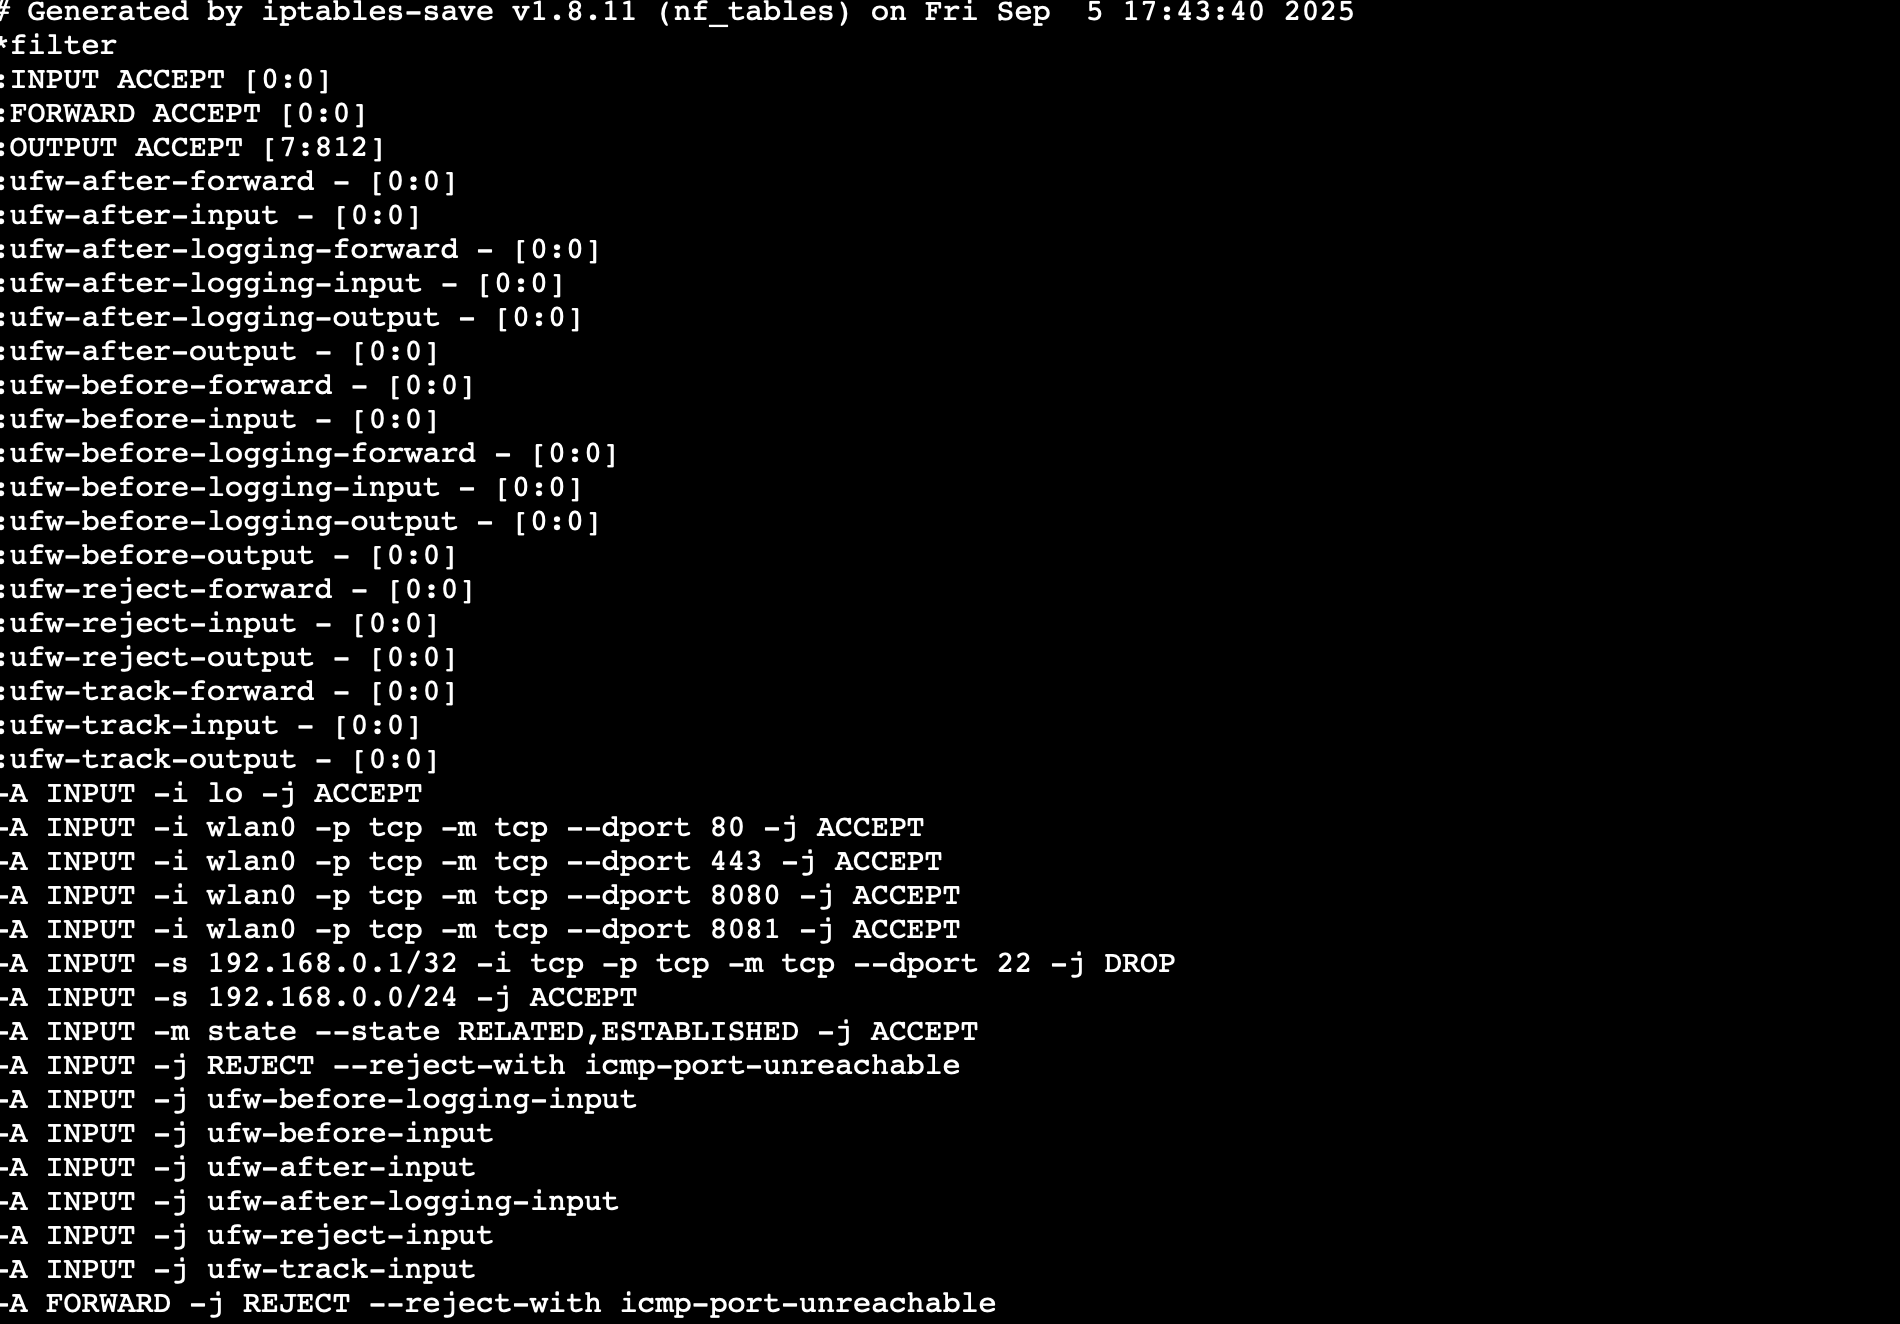 # Generated by iptables-save v1.8.11 (nf_tables) on Fri Sep  5 17:43:40 2025
*filter
:INPUT ACCEPT [0:0]
:FORWARD ACCEPT [0:0]
:OUTPUT ACCEPT [7:812]
:ufw-after-forward - [0:0]
:ufw-after-input - [0:0]
:ufw-after-logging-forward - [0:0]
:ufw-after-logging-input - [0:0]
:ufw-after-logging-output - [0:0]
:ufw-after-output - [0:0]
:ufw-before-forward - [0:0]
:ufw-before-input - [0:0]
:ufw-before-logging-forward - [0:0]
:ufw-before-logging-input - [0:0]
:ufw-before-logging-output - [0:0]
:ufw-before-output - [0:0]
:ufw-reject-forward - [0:0]
:ufw-reject-input - [0:0]
:ufw-reject-output - [0:0]
:ufw-track-forward - [0:0]
:ufw-track-input - [0:0]
:ufw-track-output - [0:0]
-A INPUT -i lo -j ACCEPT
-A INPUT -i wlan0 -p tcp -m tcp --dport 80 -j ACCEPT
-A INPUT -i wlan0 -p tcp -m tcp --dport 443 -j ACCEPT
-A INPUT -i wlan0 -p tcp -m tcp --dport 8080 -j ACCEPT
-A INPUT -i wlan0 -p tcp -m tcp --dport 8081 -j ACCEPT
-A INPUT -s 192.168.0.1/32 -i tcp -p tcp -m tcp --dport 22 -j DROP
-A INPUT -s 192.168.0.0/24 -j ACCEPT
-A INPUT -m state --state RELATED,ESTABLISHED -j ACCEPT
-A INPUT -j REJECT --reject-with icmp-port-unreachable
-A INPUT -j ufw-before-logging-input
-A INPUT -j ufw-before-input
-A INPUT -j ufw-after-input
-A INPUT -j ufw-after-logging-input
-A INPUT -j ufw-reject-input
-A INPUT -j ufw-track-input
-A FORWARD -j REJECT --reject-with icmp-port-unreachable